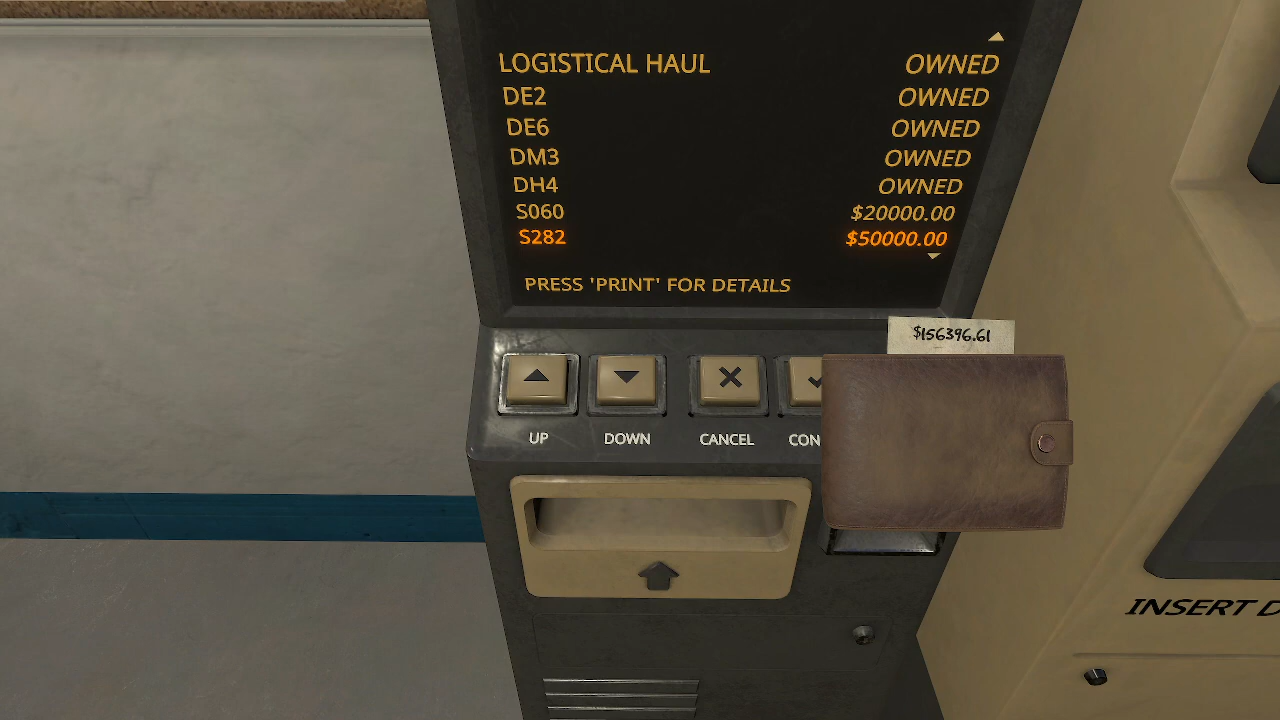 LOGISTICAL HAUL OWNED
DE2 OWNED
DE6 OWNED
DM3 OWNED
DH4 OWNED
S060 $20000.00
S282 $50000.00
PRESS 'PRINT' FOR DETAILS
$156396.61
UP DOWN CANCEL CON
INSERT D